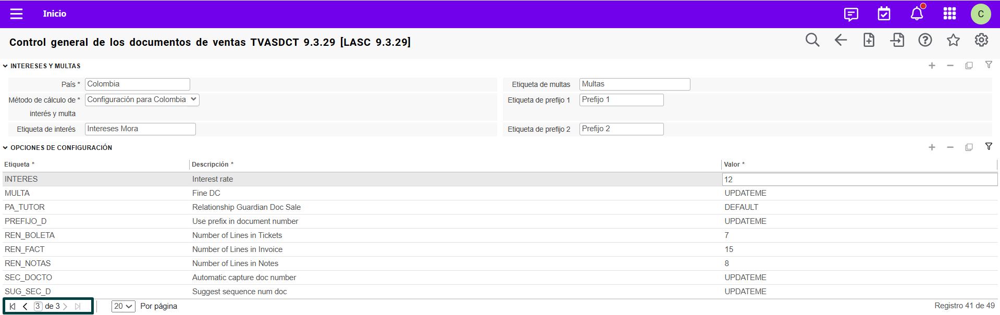 Inicio
C
Control general de los documentos de ventas TVASDCT 9.3.29 [LASC 9.3.29]
INTERESES Y MULTAS
País * Colombia
Etiqueta de multas Multas
Método de cálculo de * Configuración para Colombia
interés y multa
Etiqueta de prefijo 1 Prefijo 1
Etiqueta de interés Intereses Mora
Etiqueta de prefijo 2 Prefijo 2
OPCIONES DE CONFIGURACIÓN
Etiqueta * Descripción * Valor *
INTERES Interest rate 12
MULTA Fine DC UPDATEME
PA_TUTOR Relationship Guardian Doc Sale DEFAULT
PREFIJO_D Use prefix in document number UPDATEME
REN_BOLETA Number of Lines in Tickets 7
REN_FACT Number of Lines in Invoice 15
REN_NOTAS Number of Lines in Notes 8
SEC_DOCTO Automatic capture doc number UPDATEME
SUG_SEC_D Suggest sequence num doc UPDATEME
3 de 3 20 Por página Registro 41 de 49